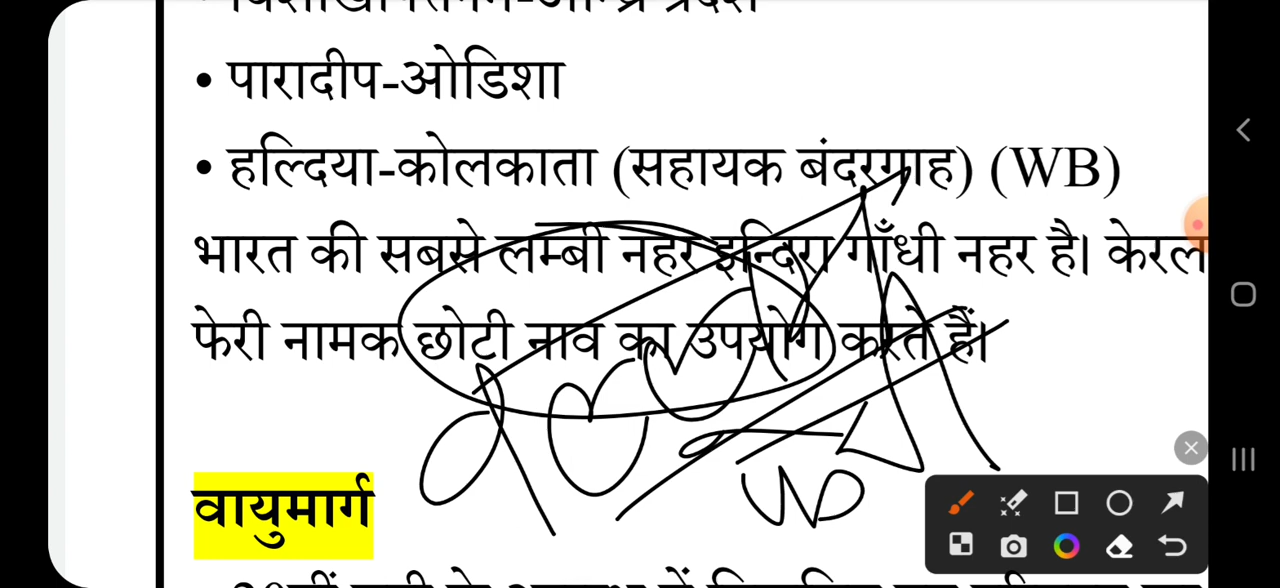 • पारादीप-ओडिशा
• हल्दिया-कोलकाता (सहायक बंदरगाह) (WB)
भारत की सबसे लम्बी नहर इन्दिरा गाँधी नहर है। केरल
फेरी नामक छोटी नाव का उपयोग करते हैं।
वायुमार्ग